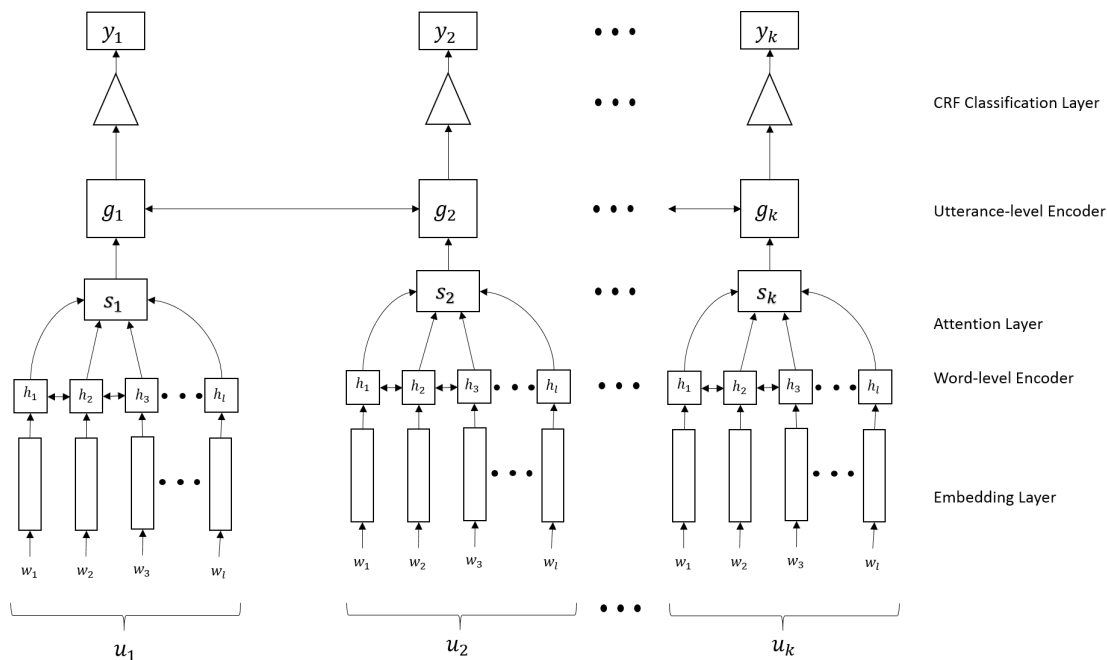 y₁ y₂ • • • yₖ
• • • CRF Classification Layer
g₁ g₂ • • • gₖ Utterance-level Encoder
s₁ s₂ • • • sₖ
Attention Layer
h₁ h₂ h₃ • • • hₗ h₁ h₂ h₃ • • • hₗ • • • h₁ h₂ h₃ • • • hₗ Word-level Encoder
• • • • • • • • • Embedding Layer
w₁ w₂ w₃ wₗ w₁ w₂ w₃ wₗ w₁ w₂ w₃ wₗ
• • •
u₁ u₂ uₖ